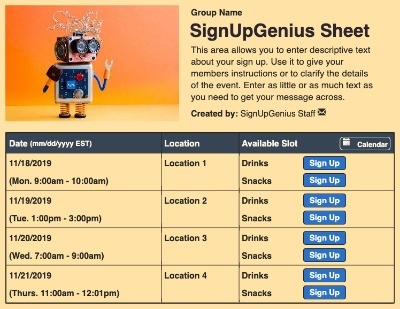 Group Name
SignUpGenius Sheet
This area allows you to enter descriptive text
about your sign up. Use it to give your
members instructions or to clarify the details
of the event. Enter as little or as much text as
you need to get your message across.
Created by: SignUpGenius Staff
Date (mm/dd/yyyy EST) Location Available Slot Calendar
11/18/2019 Location 1 Drinks Sign Up
(Mon. 9:00am - 10:00am) Snacks Sign Up
11/19/2019 Location 2 Drinks Sign Up
(Tue. 1:00pm - 3:00pm) Snacks Sign Up
11/20/2019 Location 3 Drinks Sign Up
(Wed. 7:00am - 9:00am) Snacks Sign Up
11/21/2019 Location 4 Drinks Sign Up
(Thurs. 11:00am - 12:01pm) Snacks Sign Up